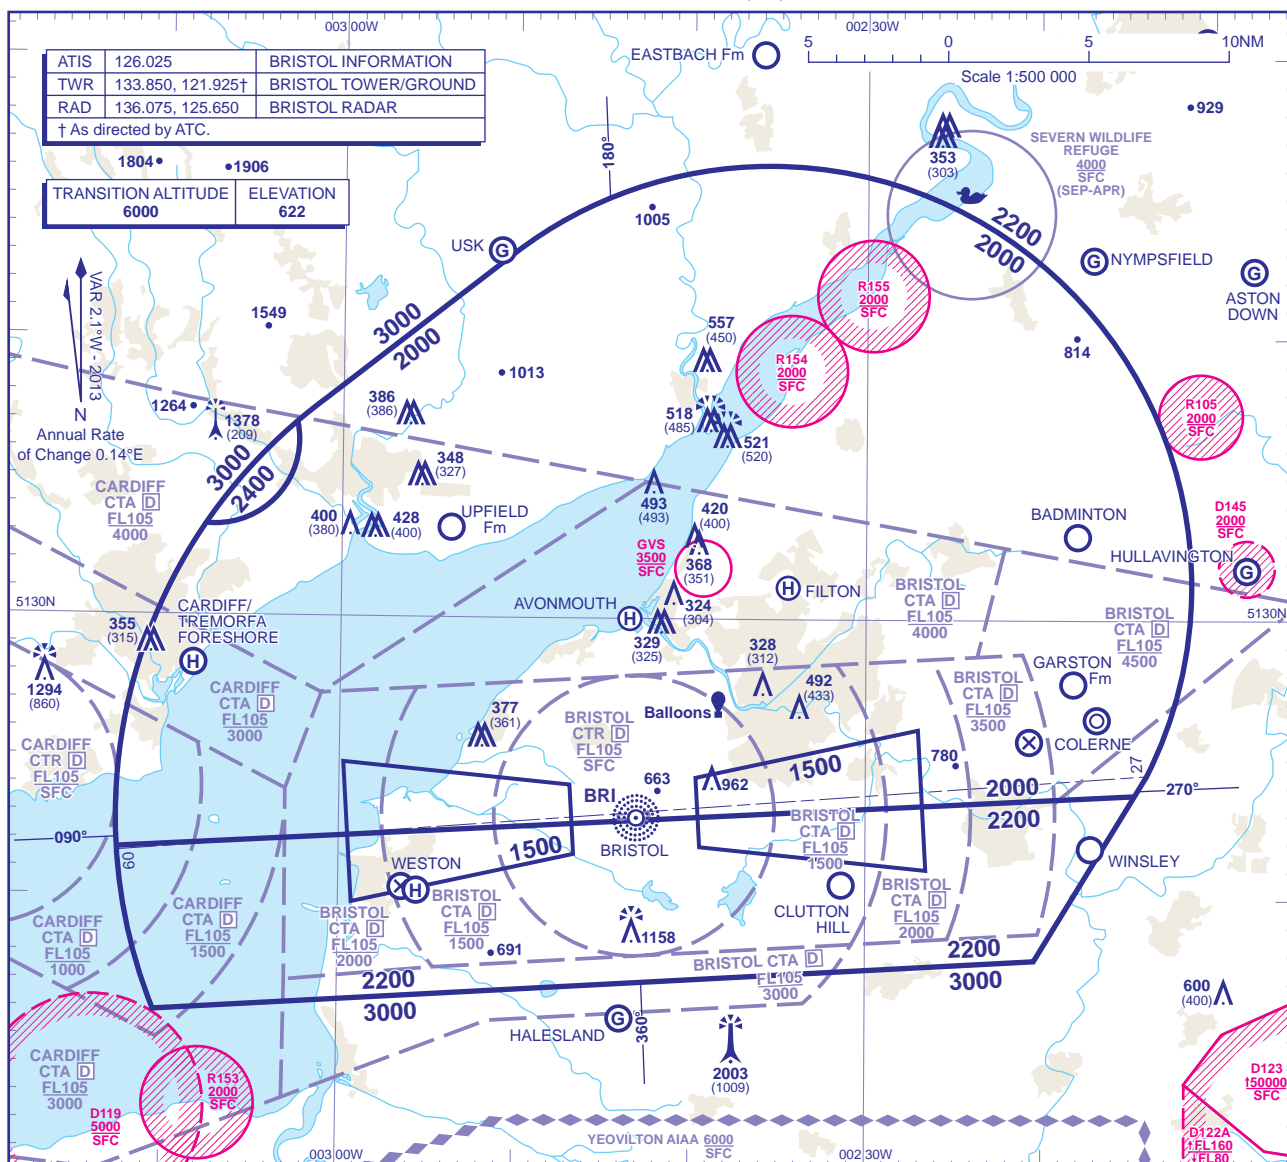 003 00W
002 30W
ATIS 126.025 BRISTOL INFORMATION
TWR 133.850, 121.925† BRISTOL TOWER/GROUND
RAD 136.075, 125.650 BRISTOL RADAR
† As directed by ATC.
EASTBACH Fm
5 0 5 10NM
Scale 1:500 000
929
1804
1906
180°
353
(303)
SEVERN WILDLIFE
REFUGE
4000
SFC
(SEP-APR)
TRANSITION ALTITUDE
6000
ELEVATION
622
1005
2200
2000
USK
G
G
NYMPSFIELD
G
ASTON
DOWN
VAR 2.1°W - 2013
N
Annual Rate
of Change 0.14°E
1549
3000
2000
R155
2000
SFC
557
(450)
814
R154
2000
SFC
1013
1264
1378
(209)
386
(386)
518
(485)
521
(520)
R105
2000
SFC
3000
2400
348
(327)
CARDIFF
CTA D
FL105
4000
400
(380)
428
(400)
UPFIELD
Fm
493
(493)
420
(400)
GVS
3500
SFC
368
(351)
BADMINTON
D145
2000
SFC
HULLAVINGTON
G
5130N
5130N
CARDIFF/
TREMORFA
FORESHORE
H
355
(315)
AVONMOUTH
H
324
(304)
329
(325)
H
FILTON
BRISTOL
CTA D
FL105
4000
BRISTOL
CTA D
FL105
4500
1294
(860)
328
(312)
492
(433)
GARSTON
Fm
CARDIFF
CTA D
FL105
3000
377
(361)
BRISTOL
CTR D
FL105
SFC
Balloons
BRISTOL
CTA D
FL105
3500
COLERNE
CARDIFF
CTR D
FL105
SFC
780
27
1500
962
663
BRI
BRISTOL
2000
2200
270°
090°
09
BRISTOL
CTA D
FL105
1500
1500
WESTON
H
WINSLEY
BRISTOL
CTA D
FL105
1500
CLUTTON
HILL
BRISTOL
CTA D
FL105
2000
CARDIFF
CTA D
FL105
1500
BRISTOL
CTA D
FL105
2000
CARDIFF
CTA D
FL105
1000
1158
691
BRISTOL CTA D
FL105
3000
2200
3000
2200
3000
600
(400)
HALESLAND
G
360°
2003
(1009)
CARDIFF
CTA D
FL105
3000
R153
2000
SFC
D119
5000
SFC
D123
†50000
SFC
D122A
†FL160
†FL80
YEOVILTON AIAA 6000
SFC
003 00W
002 30W